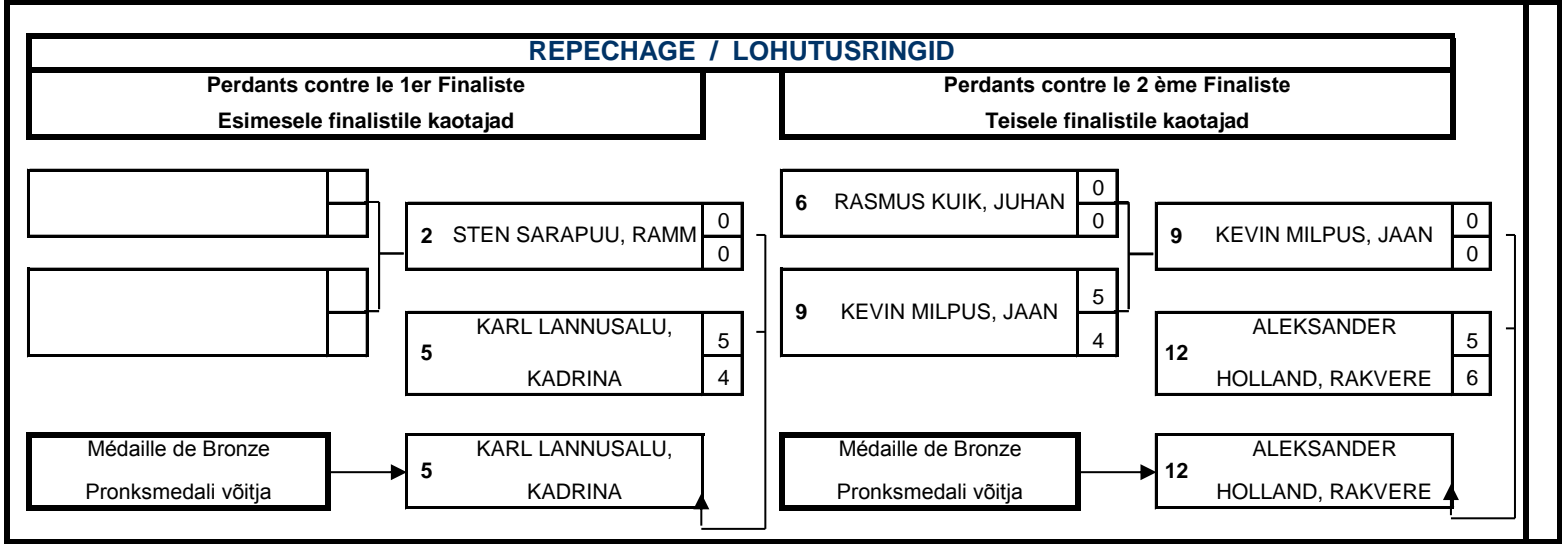 REPECHAGE / LOHUTUSRINGID
Perdants contre le 1er Finaliste
Esimesele finalistile kaotajad
Perdants contre le 2 ème Finaliste
Teisele finalistile kaotajad
2 STEN SARAPUU, RAMM 0
0
5 KARL LANNUSALU, 5
KADRINA 4
Médaille de Bronze
Pronksmedali võitja
5 KARL LANNUSALU,
KADRINA
6 RASMUS KUIK, JUHAN 0
0
9 KEVIN MILPUS, JAAN 5
4
9 KEVIN MILPUS, JAAN 0
0
12 ALEKSANDER 5
HOLLAND, RAKVERE 6
Médaille de Bronze
Pronksmedali võitja
12 ALEKSANDER
HOLLAND, RAKVERE